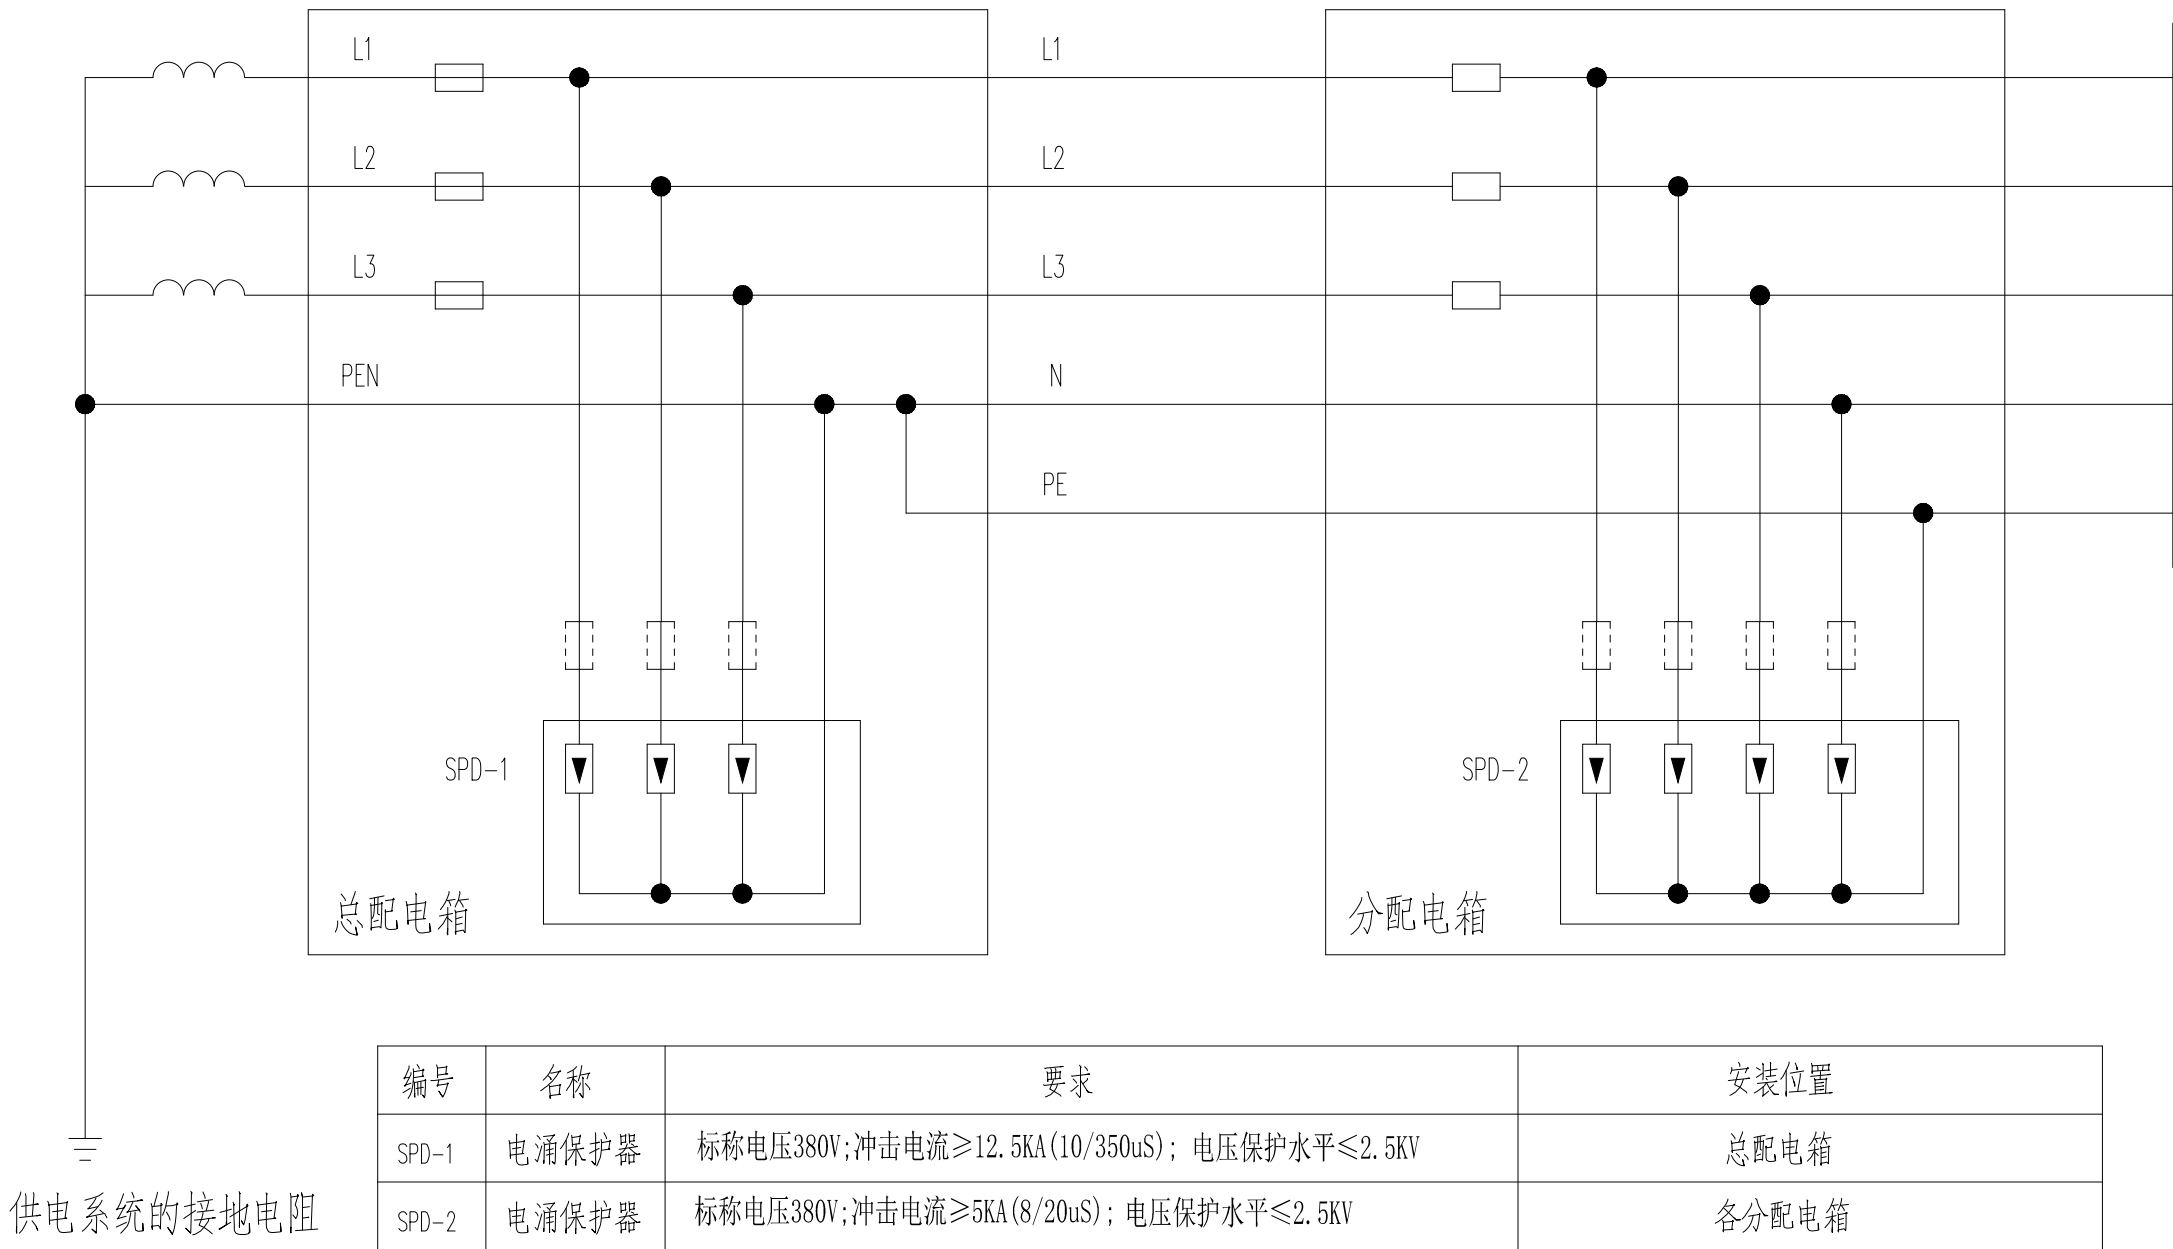 L1
L1
L2
L2
L3
L3
PEN
N
PE
SPD-1
SPD-2
总配电箱
分配电箱
编号 名称 要求 安装位置
SPD-1 电涌保护器 标称电压380V;冲击电流≥12.5KA(10/350uS); 电压保护水平≤2.5KV 总配电箱
SPD-2 电涌保护器 标称电压380V;冲击电流≥5KA(8/20uS); 电压保护水平≤2.5KV 各分配电箱
供电系统的接地电阻